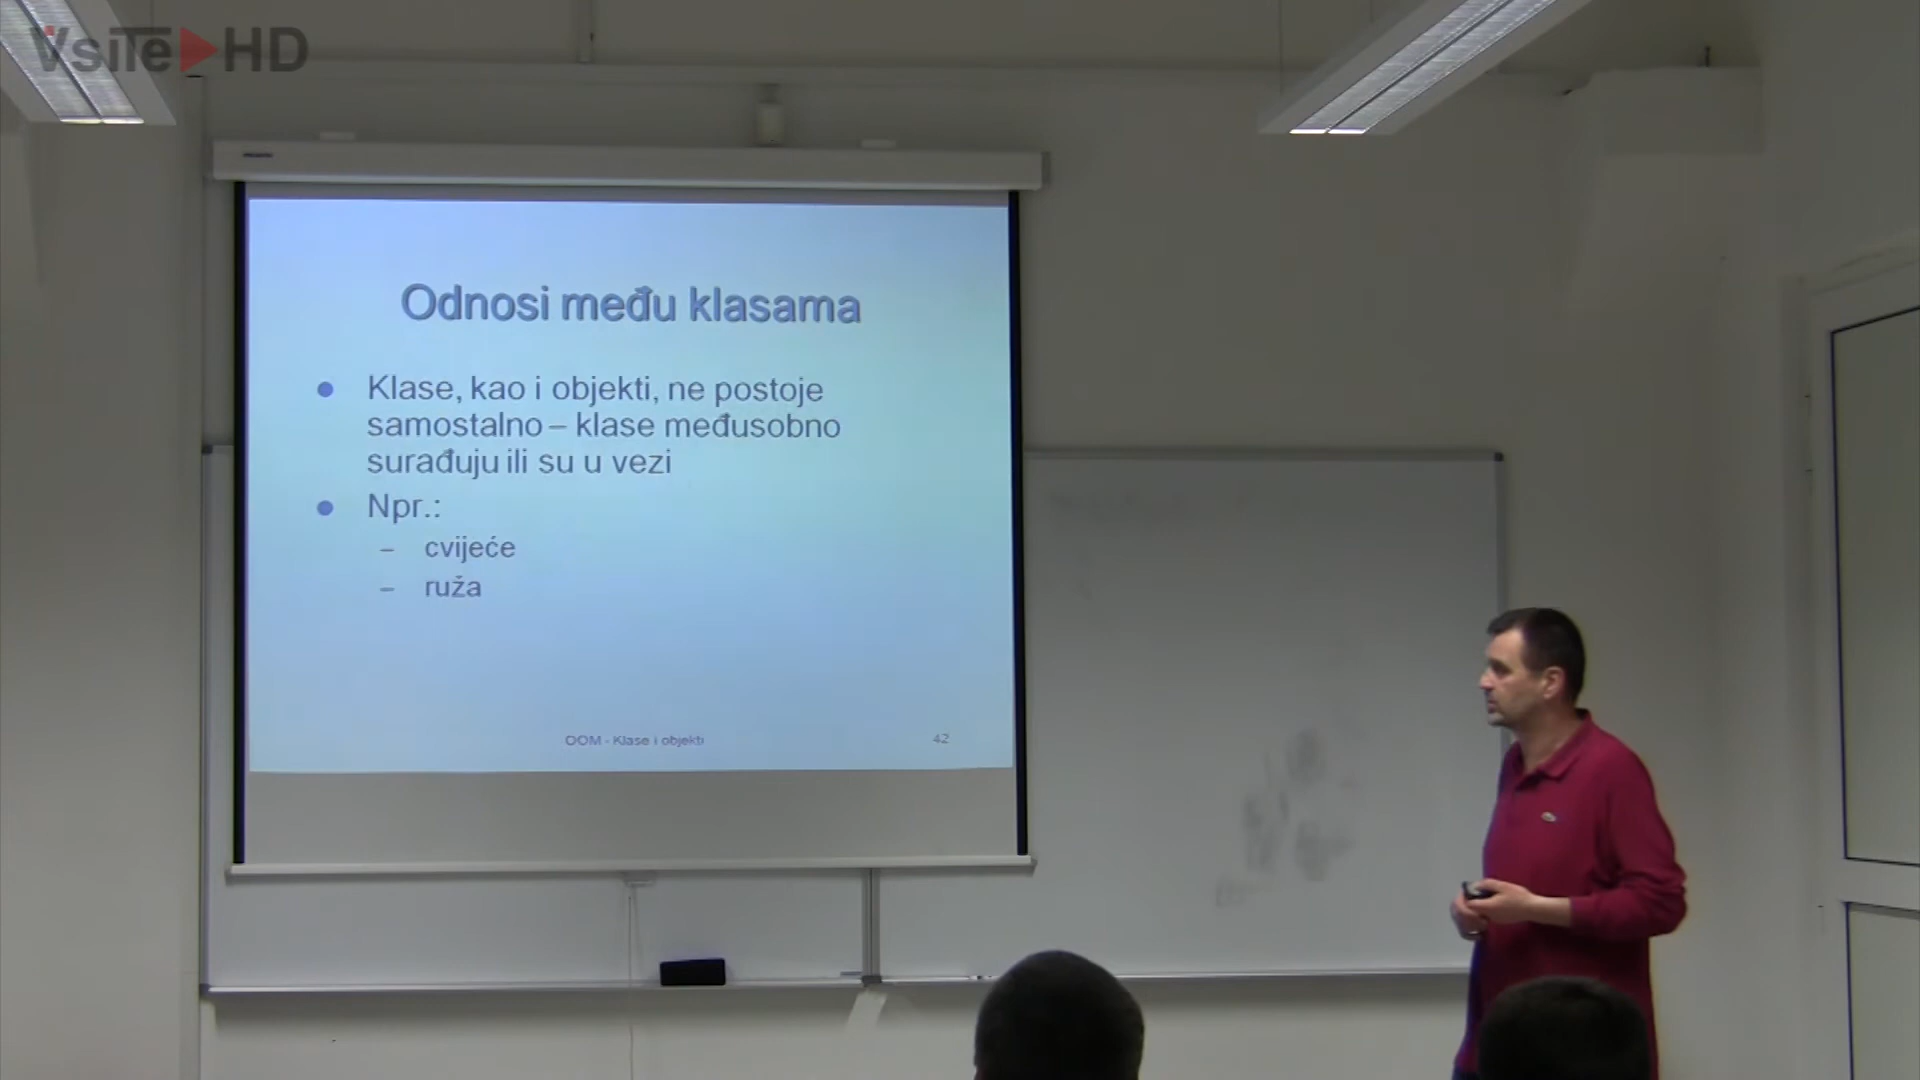 VsiTe HD
Odnosi među klasama
Klase, kao i objekti, ne postoje
samostalno – klase međusobno
surađuju ili su u vezi
Npr.:
– cvijeće
– ruža
OOM - Klase i objekti
42